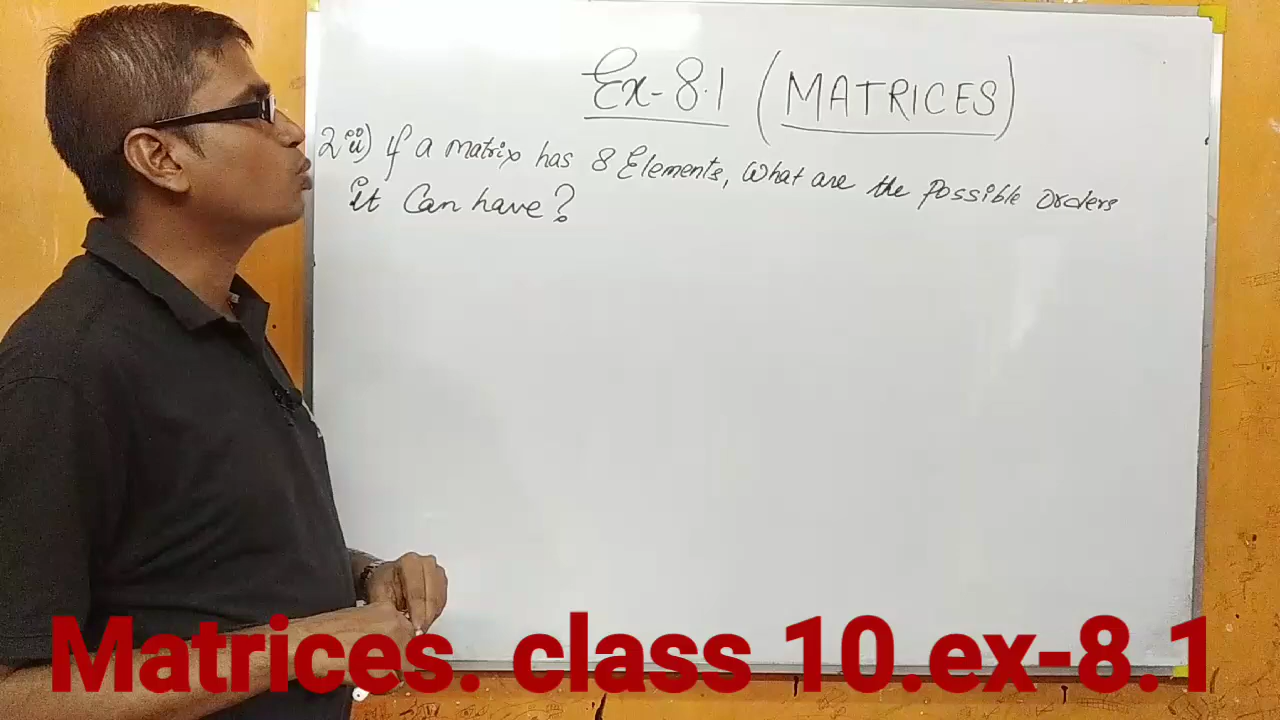 Ex-8.1 (MATRICES)
2 ii) If a matrix has 8 Elements, What are the Possible Orders
it Can have?
Matrices. class 10.ex-8.1